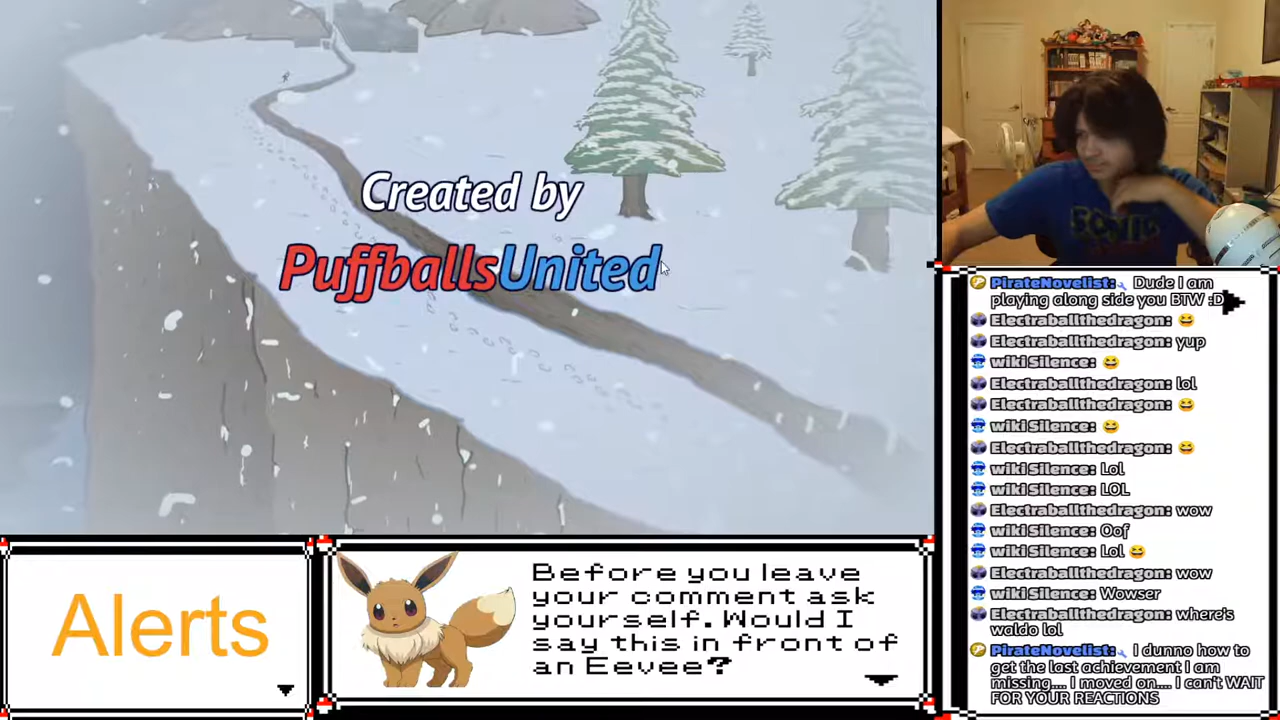 Created by
PuffballsUnited
SONIC
PirateNovelist: Dude I am
playing along side you BTW :D
Electraballthedragon: 😆
Electraballthedragon: yup
wiki Silence: 😆
Electraballthedragon: lol
Electraballthedragon: 😆
wiki Silence: 😆
Electraballthedragon: 😆
wiki Silence: Lol
wiki Silence: LOL
Electraballthedragon: wow
wiki Silence: Oof
wiki Silence: Lol 😆
Electraballthedragon: wow
wiki Silence: Wowser
Electraballthedragon: where's
waldo lol
PirateNovelist: I dunno how to
get the last achievement I am
missing.... I moved on.... I can't WAIT
FOR YOUR REACTIONS
Alerts
Before you leave
your comment ask
yourself. Would I
say this in front of
an Eevee?